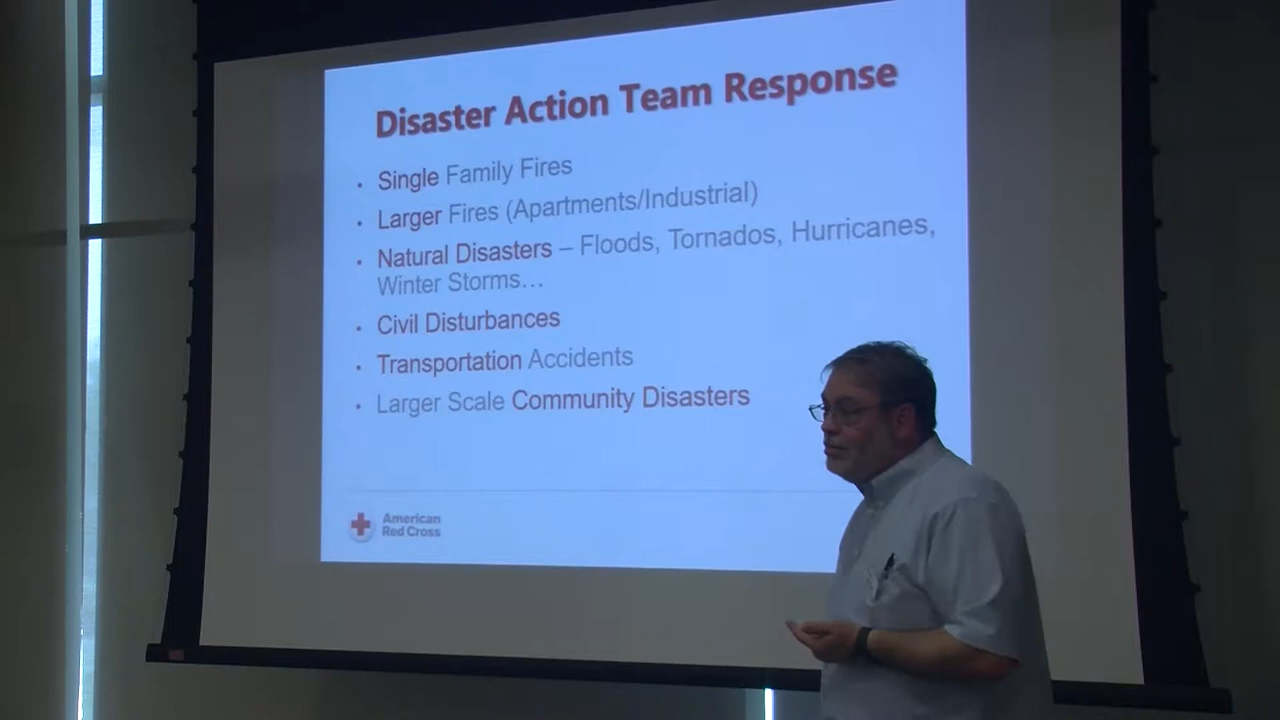 Disaster Action Team Response
• Single Family Fires
• Larger Fires (Apartments/Industrial)
• Natural Disasters – Floods, Tornados, Hurricanes,
Winter Storms…
• Civil Disturbances
• Transportation Accidents
• Larger Scale Community Disasters
American
Red Cross